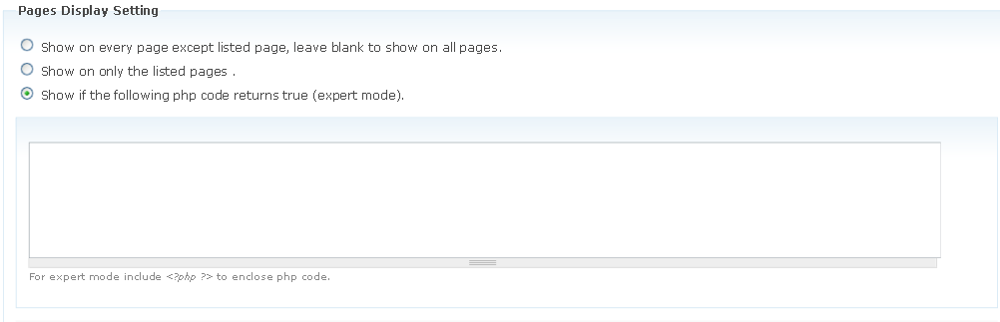 Pages Display Setting
Show on every page except listed page, leave blank to show on all pages.
Show on only the listed pages .
Show if the following php code returns true (expert mode).
For expert mode include <?php ?> to enclose php code.